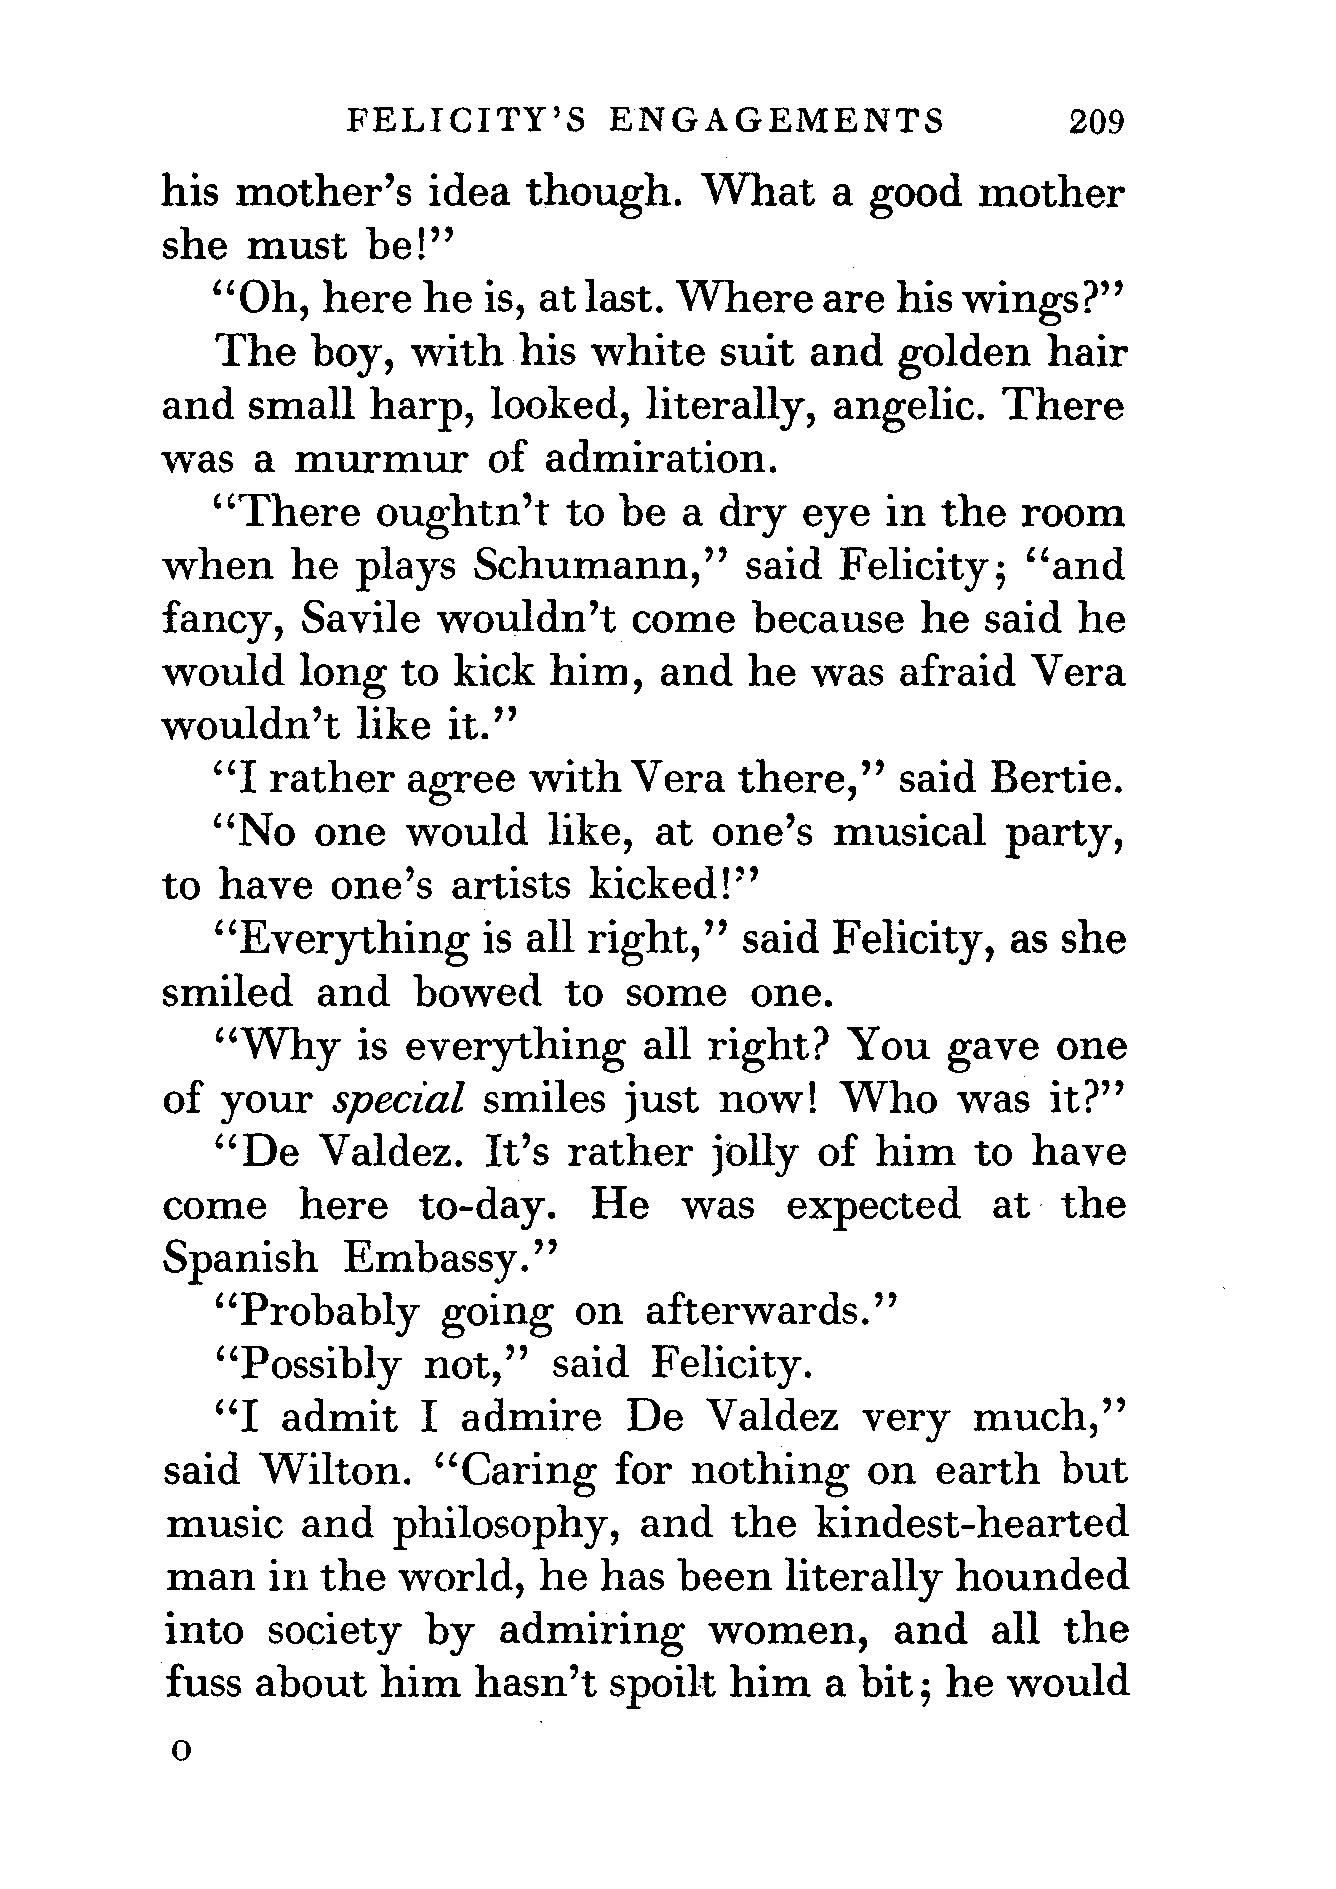 FELICITY'S ENGAGEMENTS 209
his mother's idea though. What a good mother
she must be!"
"Oh, here he is, at last. Where are his wings?"
The boy, with his white suit and golden hair
and small harp, looked, literally, angelic. There
was a murmur of admiration.
"There oughtn't to be a dry eye in the room
when he plays Schumann," said Felicity; "and
fancy, Savile wouldn't come because he said he
would long to kick him, and he was afraid Vera
wouldn't like it."
"I rather agree with Vera there," said Bertie.
"No one would like, at one's musical party,
to have one's artists kicked!"
"Everything is all right," said Felicity, as she
smiled and bowed to some one.
"Why is everything all right? You gave one
of your special smiles just now! Who was it?"
"De Valdez. It's rather jolly of him to have
come here to-day. He was expected at the
Spanish Embassy."
"Probably going on afterwards."
"Possibly not," said Felicity.
"I admit I admire De Valdez very much,"
said Wilton. "Caring for nothing on earth but
music and philosophy, and the kindest-hearted
man in the world, he has been literally hounded
into society by admiring women, and all the
fuss about him hasn't spoilt him a bit; he would
O